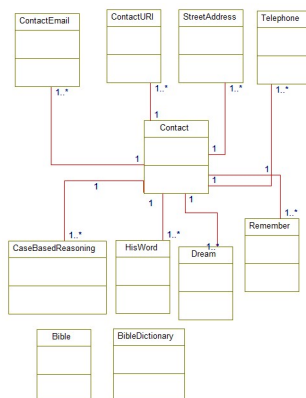 ContactEmail
ContactURI
StreetAddress
Telephone
1..*
1..*
1..*
1..*
1
Contact
1
1
1
1
1
1
1
1..*
1..*
1..*
1..*
CaseBasedReasoning
HisWord
Dream
Remember
Bible
BibleDictionary